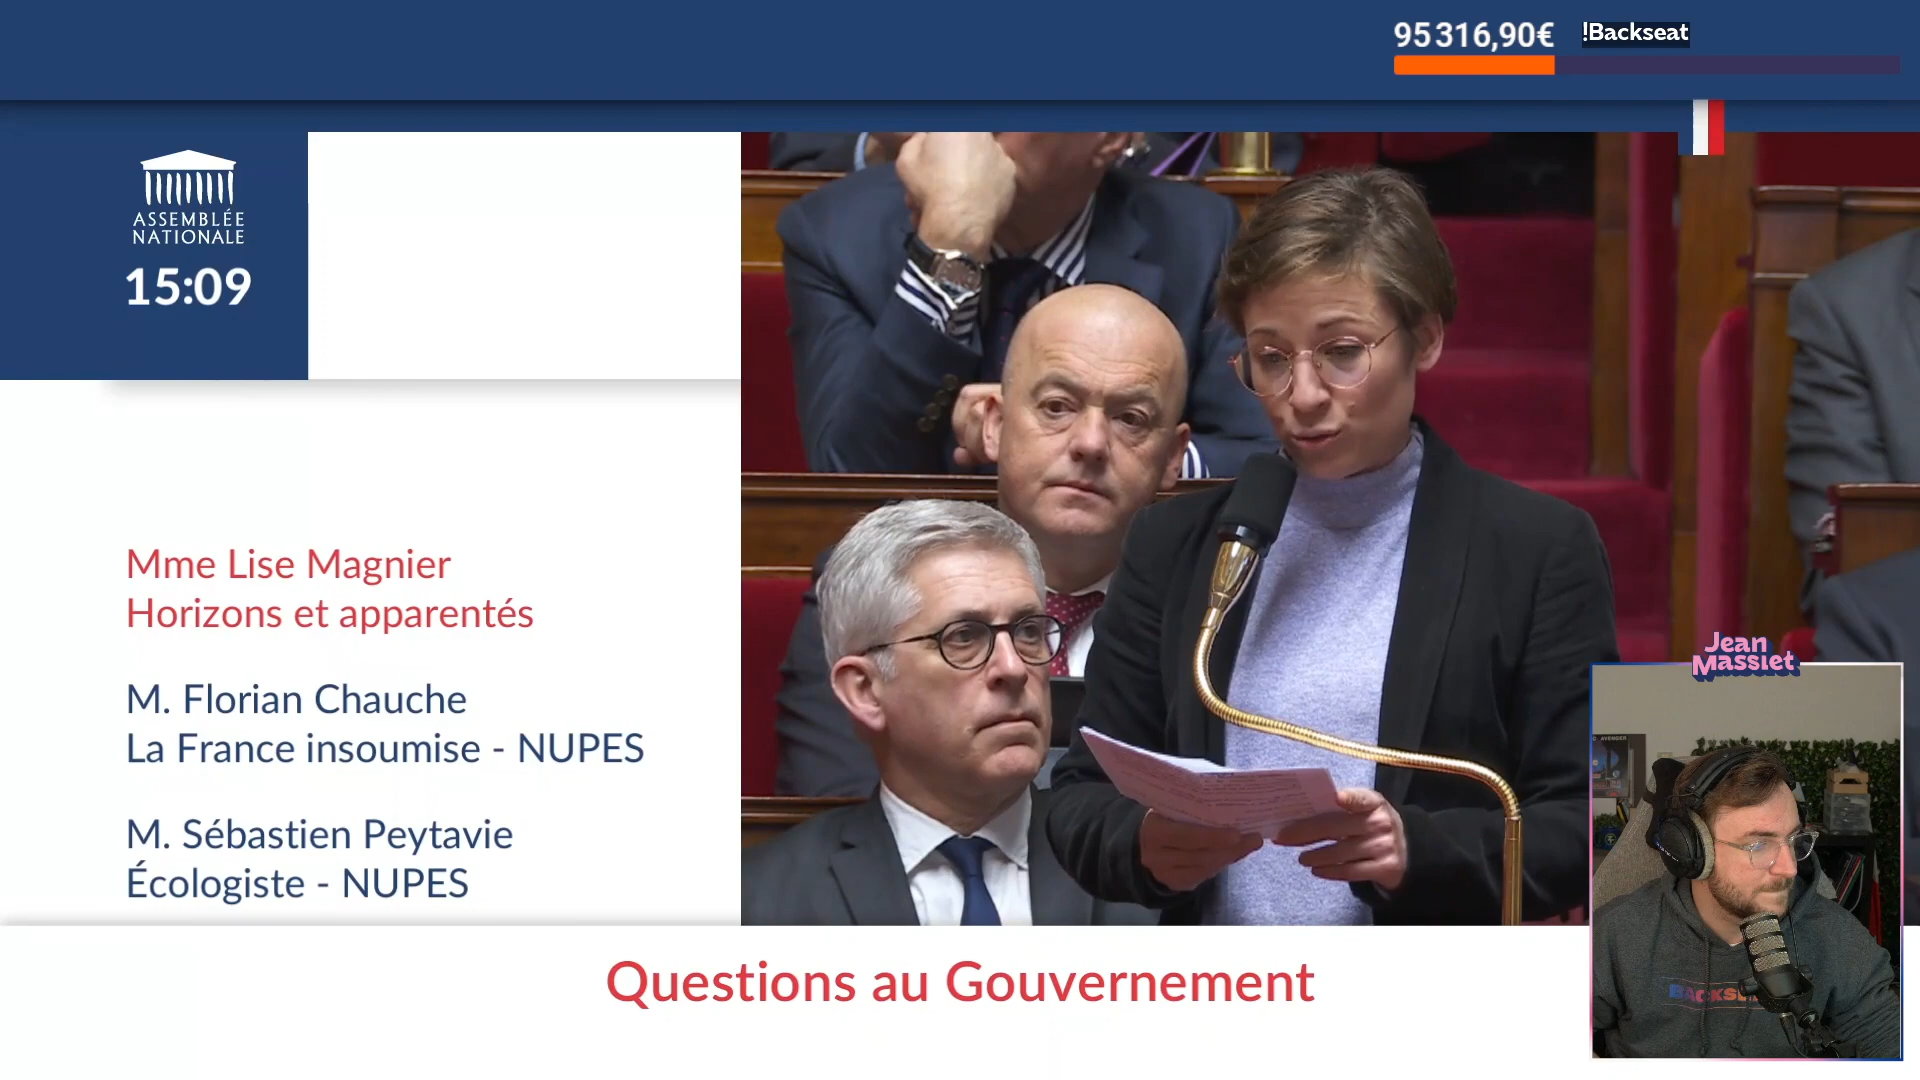 95 316,90€
!Backseat
ASSEMBLÉE
NATIONALE
15:09
Mme Lise Magnier
Horizons et apparentés
M. Florian Chauche
La France insoumise - NUPES
M. Sébastien Peytavie
Écologiste - NUPES
Questions au Gouvernement
Jean
Massiet